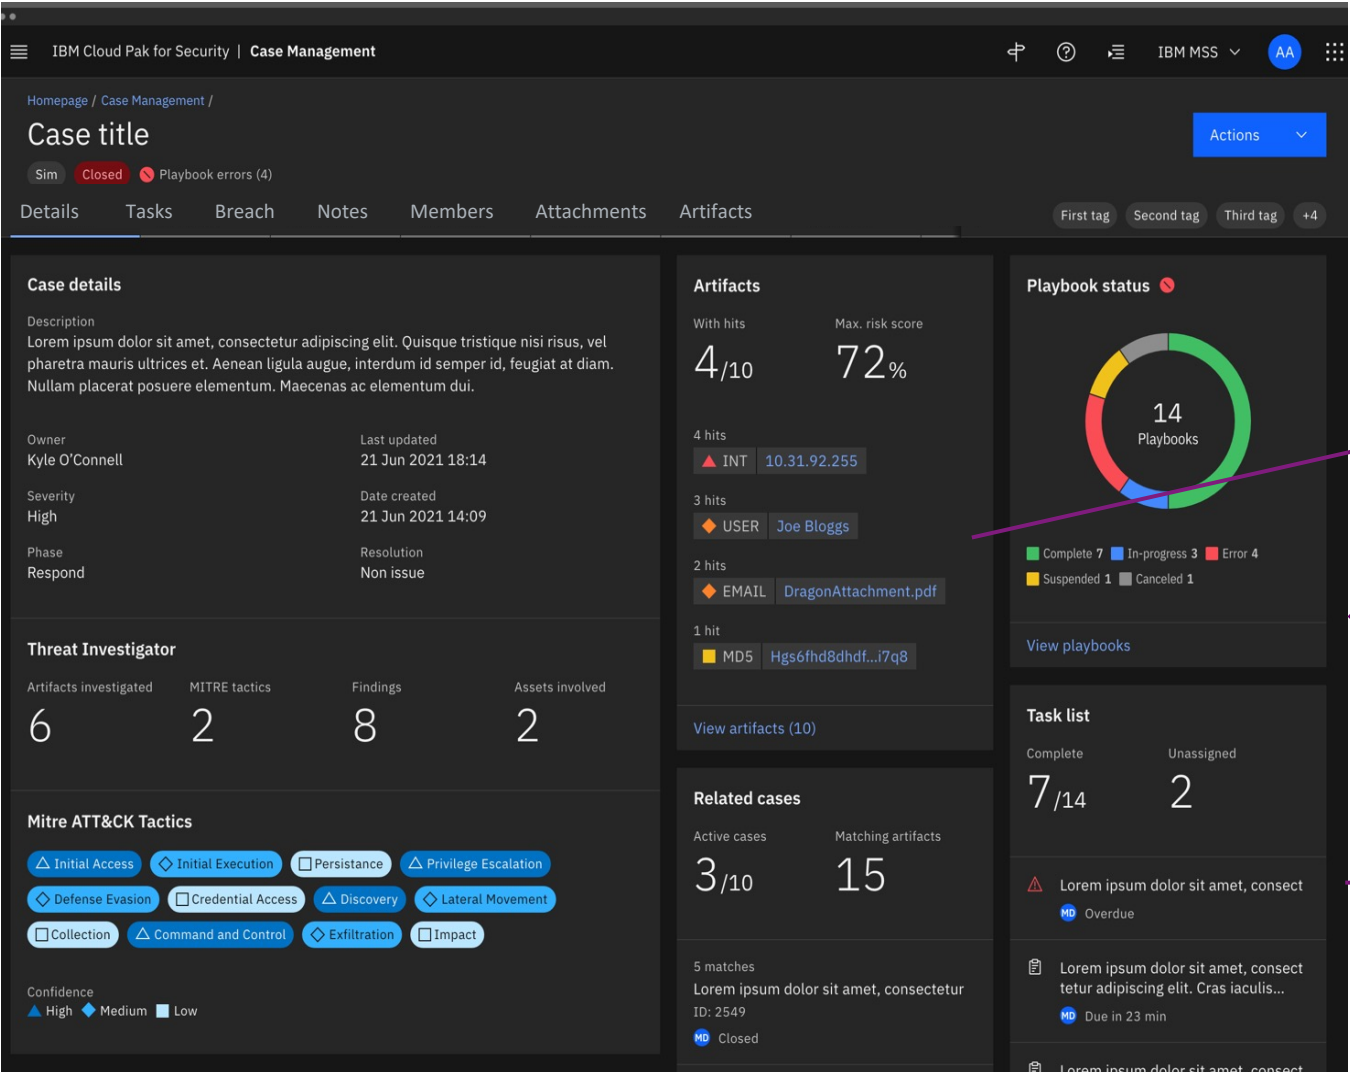 IBM Cloud Pak for Security | Case Management
IBM MSS
AA
Homepage / Case Management /
Case title
Actions
Sim Closed Playbook errors (4)
Details Tasks Breach Notes Members Attachments Artifacts
First tag Second tag Third tag +4
Case details
Description
Lorem ipsum dolor sit amet, consectetur adipiscing elit. Quisque tristique nisi risus, vel
pharetra mauris ultrices et. Aenean ligula augue, interdum id semper id, feugiat at diam.
Nullam placerat posuere elementum. Maecenas ac elementum dui.
Owner
Kyle O'Connell
Last updated
21 Jun 2021 18:14
Severity
High
Date created
21 Jun 2021 14:09
Phase
Respond
Resolution
Non issue
Threat Investigator
Artifacts investigated
6
MITRE tactics
2
Findings
8
Assets involved
2
Mitre ATT&CK Tactics
Initial Access Initial Execution Persistance Privilege Escalation
Defense Evasion Credential Access Discovery Lateral Movement
Collection Command and Control Exfiltration Impact
Confidence
High Medium Low
Artifacts
With hits
4/10
Max. risk score
72%
4 hits
INT 10.31.92.255
3 hits
USER Joe Bloggs
2 hits
EMAIL DragonAttachment.pdf
1 hit
MD5 Hgs6fhd8dhdf...i7q8
View artifacts (10)
Related cases
Active cases
3/10
Matching artifacts
15
5 matches
Lorem ipsum dolor sit amet, consectetur
ID: 2549
MD Closed
Playbook status
14
Playbooks
Complete 7 In-progress 3 Error 4
Suspended 1 Canceled 1
View playbooks
Task list
Complete
7/14
Unassigned
2
Lorem ipsum dolor sit amet, consect
MD Overdue
Lorem ipsum dolor sit amet, consect
tetur adipiscing elit. Cras iaculis...
MD Due in 23 min
Lorem ipsum dolor sit amet, consect